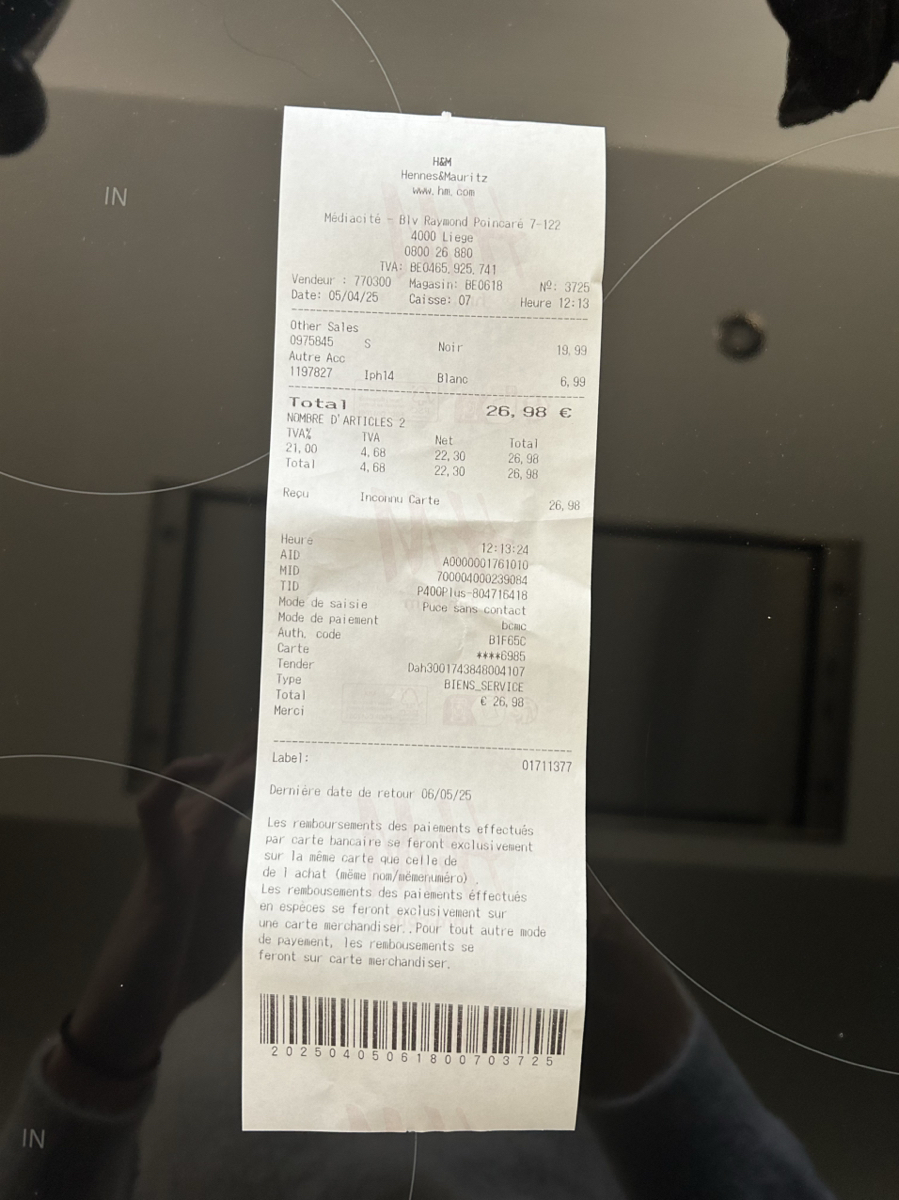 IN
H&M
Hennes&Mauritz
www.hm.com
Médiacité - Blv Raymond Poincaré 7-122
4000 Liège
0800 26 880
TVA: BE0465.925.741
Vendeur : 770300 Magasin: BE0618 Nº: 3725
Date: 05/04/25 Caisse: 07 Heure 12:13
Other Sales
0975845 S Noir 19,99
Autre Acc
1197827 Iph14 Blanc 6,99
Total 26,98 €
NOMBRE D'ARTICLES 2
TVA% TVA Net Total
21,00 4,68 22,30 26,98
Total 4,68 22,30 26,98
Reçu Inconnu Carte 26,98
Heure 12:13:24
AID A0000001761010
MID 700004000239084
TID P400Plus-804716418
Mode de saisie Puce sans contact
Mode de paiement bcmc
Auth. code B1F65C
Carte ****6985
Tender Dah3001743848004107
Type BIENS_SERVICE
Total € 26,98
Merci
Label: 01711377
Dernière date de retour 06/05/25
Les remboursements des paiements effectués
par carte bancaire se feront exclusivement
sur la même carte que celle de
de l achat (même nom/mêmenuméro) .
Les rembousements des paiements éffectués
en espèces se feront exclusivement sur
une carte merchandiser..Pour tout autre mode
de payement, les rembousements se
feront sur carte merchandiser.
20250405061800703725
IN